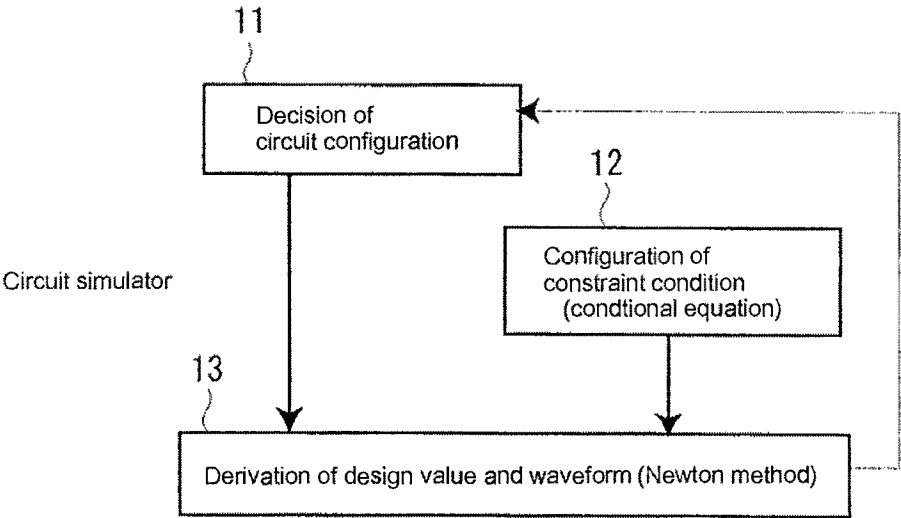 11
Decision of
circuit configuration
12
Configuration of
constraint condition
(condtional equation)
Circuit simulator
13
Derivation of design value and waveform (Newton method)